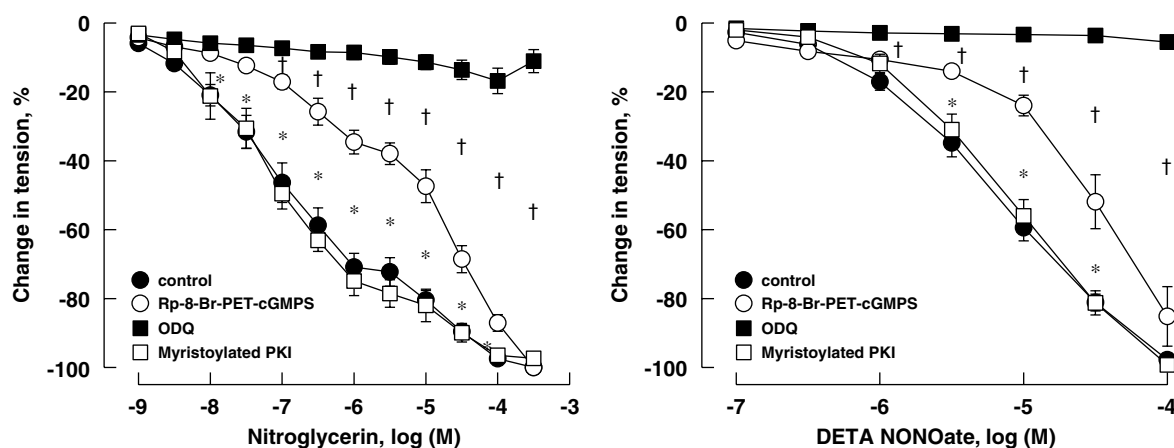 Change in tension, %
0
-20
-40
-60
-80
-100
control
Rp-8-Br-PET-cGMPS
ODQ
Myristoylated PKI
* * * * * * * * *
† † † † † † † †
-9 -8 -7 -6 -5 -4 -3
Nitroglycerin, log (M)
Change in tension, %
0
-20
-40
-60
-80
-100
control
Rp-8-Br-PET-cGMPS
ODQ
Myristoylated PKI
* * *
† † † † †
-7 -6 -5 -4
DETA NONOate, log (M)